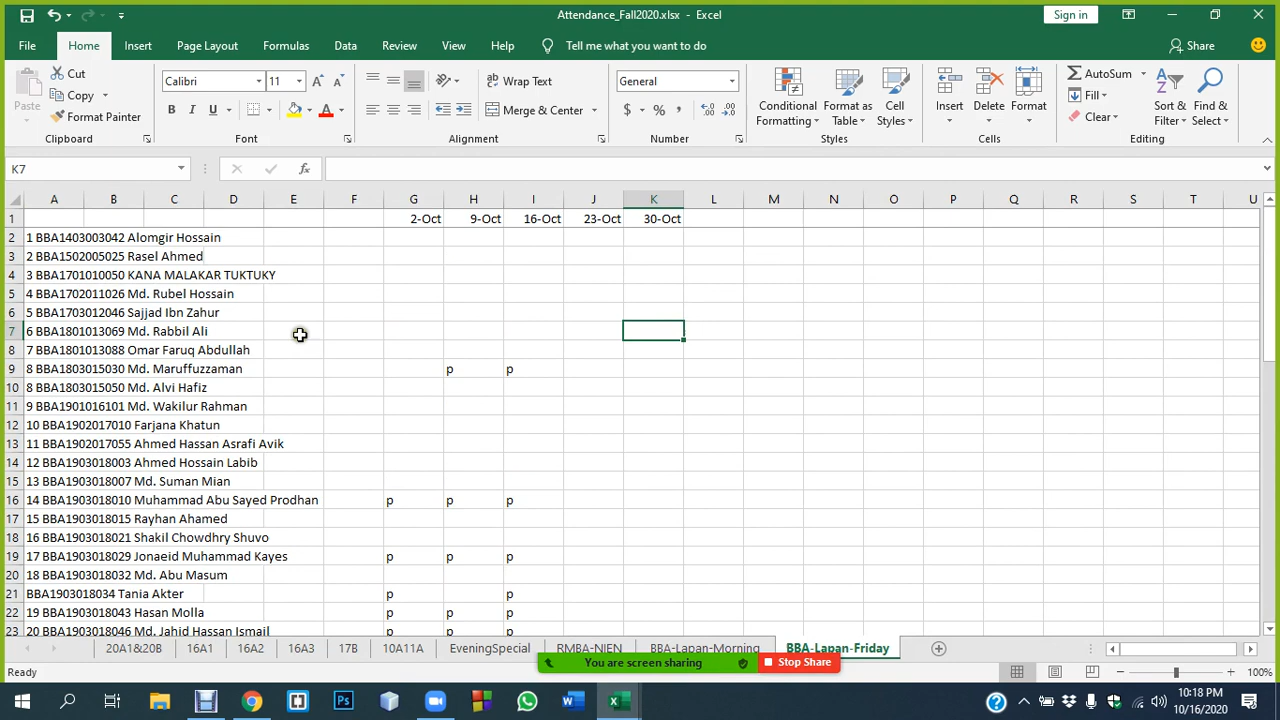 Attendance_Fall2020.xlsx - Excel
Sign in
File Home Insert Page Layout Formulas Data Review View Help Tell me what you want to do Share
Paste Cut Copy Format Painter Clipboard
Calibri 11 B I U A Font
Wrap Text Merge & Center Alignment
General $ % , Number
Conditional Formatting Format as Table Cell Styles Styles
Insert Delete Format Cells
AutoSum Fill Clear Sort & Filter Find & Select Editing
K7 fx
A B C D E F G H I J K L M N O P Q R S T U
1 2-Oct 9-Oct 16-Oct 23-Oct 30-Oct
2 1 BBA1403003042 Alomgir Hossain
3 2 BBA1502005025 Rasel Ahmed
4 3 BBA1701010050 KANA MALAKAR TUKTUKY
5 4 BBA1702011026 Md. Rubel Hossain
6 5 BBA1703012046 Sajjad Ibn Zahur
7 6 BBA1801013069 Md. Rabbil Ali
8 7 BBA1801013088 Omar Faruq Abdullah
9 8 BBA1803015030 Md. Maruffuzzaman p p
10 8 BBA1803015050 Md. Alvi Hafiz
11 9 BBA1901016101 Md. Wakilur Rahman
12 10 BBA1902017010 Farjana Khatun
13 11 BBA1902017055 Ahmed Hassan Asrafi Avik
14 12 BBA1903018003 Ahmed Hossain Labib
15 13 BBA1903018007 Md. Suman Mian
16 14 BBA1903018010 Muhammad Abu Sayed Prodhan p p p
17 15 BBA1903018015 Rayhan Ahamed
18 16 BBA1903018021 Shakil Chowdhry Shuvo
19 17 BBA1903018029 Jonaeid Muhammad Kayes p p p
20 18 BBA1903018032 Md. Abu Masum
21 BBA1903018034 Tania Akter p p
22 19 BBA1903018043 Hasan Molla p p p
23 20 BBA1903018046 Md. Jahid Hassan Ismail p p p
20A1&20B 16A1 16A2 16A3 17B 10A11A EveningSpecial RMBA-NIEN BBA-Lapan-Morning BBA-Lapan-Friday
You are screen sharing Stop Share
Ready 100%
10:18 PM
10/16/2020